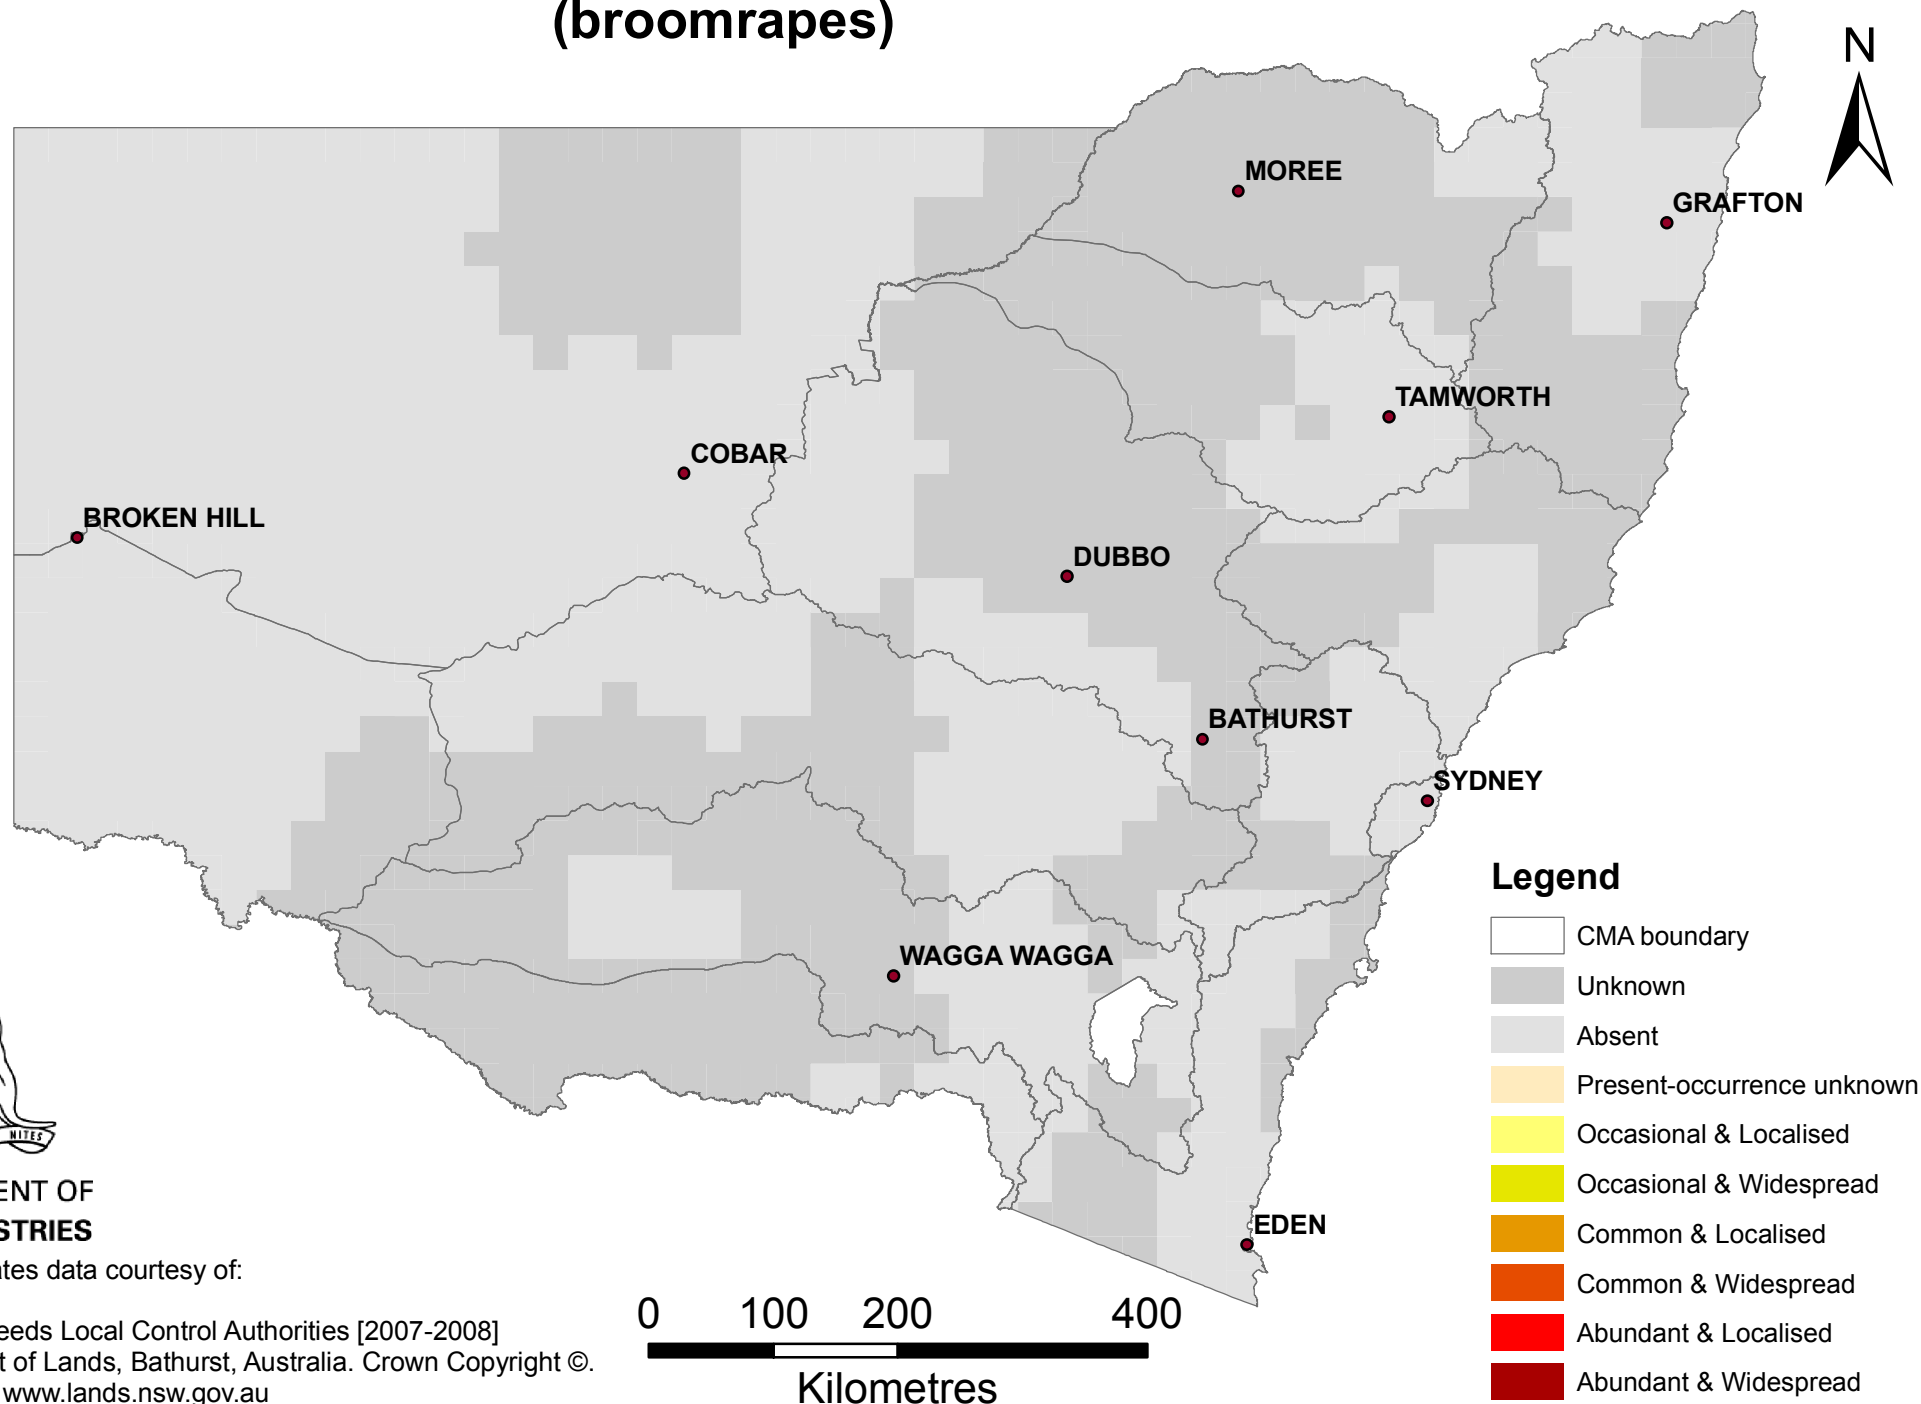 (broomrapes)
N
MOREE
GRAFTON
TAMWORTH
COBAR
BROKEN HILL
DUBBO
BATHURST
SYDNEY
WAGGA WAGGA
EDEN
Legend
CMA boundary
Unknown
Absent
Present-occurrence unknown
Occasional & Localised
Occasional & Widespread
Common & Localised
Common & Widespread
Abundant & Localised
Abundant & Widespread
NITES
ENT OF
STRIES
ates data courtesy of:
eeds Local Control Authorities [2007-2008]
t of Lands, Bathurst, Australia. Crown Copyright ©.
www.lands.nsw.gov.au
0 100 200 400
Kilometres